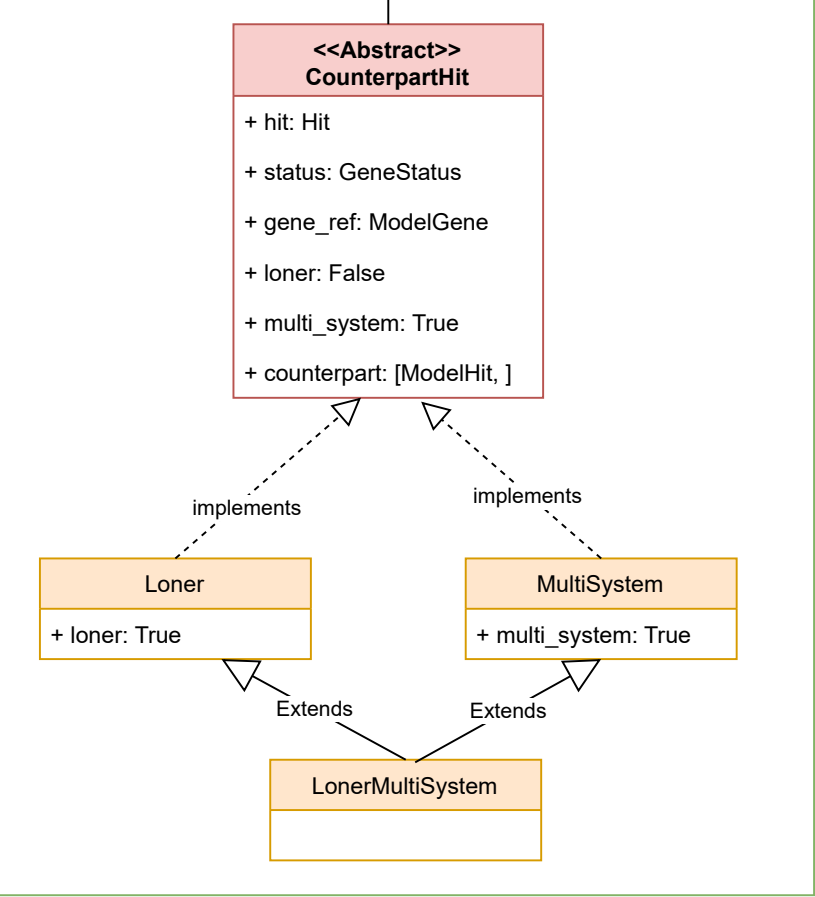 <<Abstract>>
CounterpartHit
+ hit: Hit
+ status: GeneStatus
+ gene_ref: ModelGene
+ loner: False
+ multi_system: True
+ counterpart: [ModelHit, ]
implements
implements
Loner
+ loner: True
MultiSystem
+ multi_system: True
Extends
Extends
LonerMultiSystem